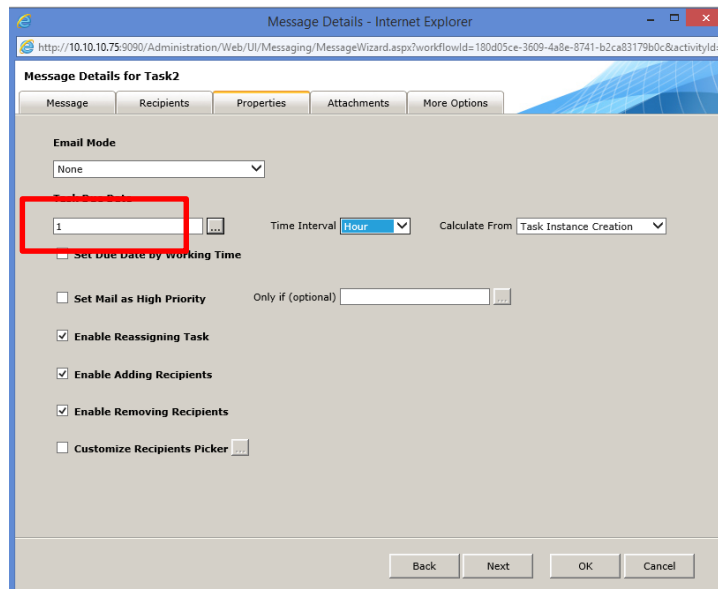 Message Details - Internet Explorer
http://10.10.10.75:9090/Administration/Web/UI/Messaging/MessageWizard.aspx?workflowId=180d05ce-3609-4a8e-8741-b2ca83179b0c&activityId=
Message Details for Task2
Message Recipients Properties Attachments More Options
Email Mode
None
Task Due Date
1 ... Time Interval Hour Calculate From Task Instance Creation
Set Due Date by Working Time
Set Mail as High Priority Only if (optional) ...
Enable Reassigning Task
Enable Adding Recipients
Enable Removing Recipients
Customize Recipients Picker ...
Back Next OK Cancel